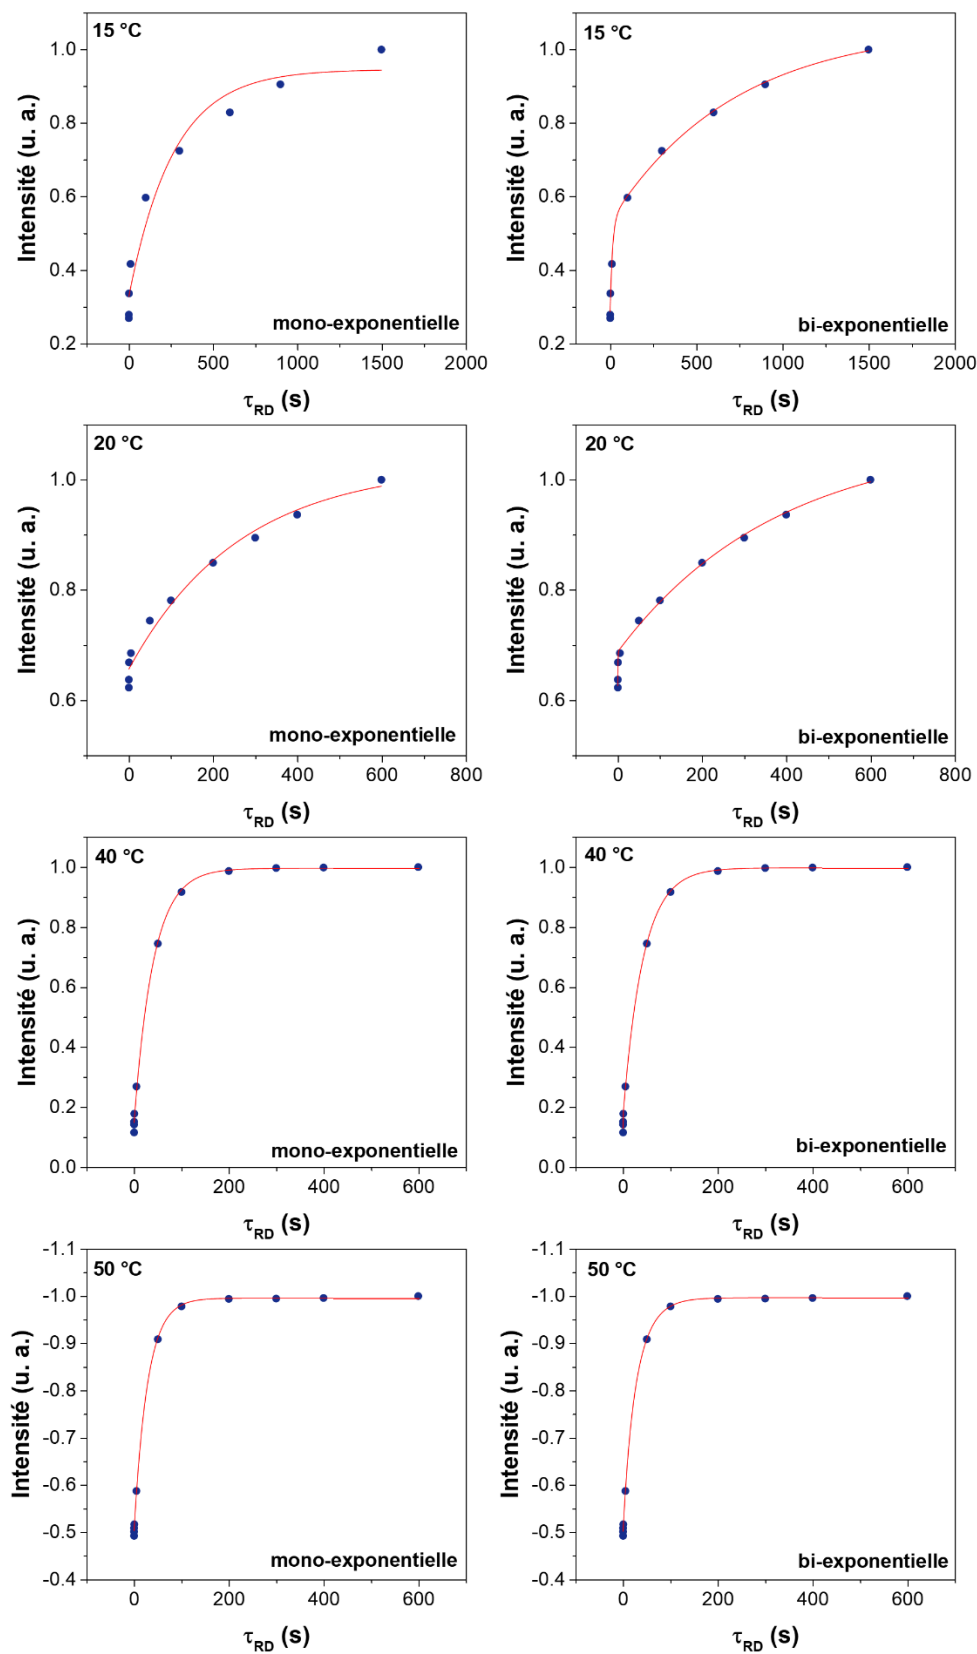 15 °C
Intensité (u. a.)
1.0
0.8
0.6
0.4
0.2
mono-exponentielle
0 500 1000 1500 2000
τRD (s)
15 °C
Intensité (u. a.)
1.0
0.8
0.6
0.4
0.2
bi-exponentielle
0 500 1000 1500 2000
τRD (s)
20 °C
Intensité (u. a.)
1.0
0.8
0.6
mono-exponentielle
0 200 400 600 800
τRD (s)
20 °C
Intensité (u. a.)
1.0
0.8
0.6
bi-exponentielle
0 200 400 600 800
τRD (s)
40 °C
Intensité (u. a.)
1.0
0.8
0.6
0.4
0.2
0.0
mono-exponentielle
0 200 400 600
τRD (s)
40 °C
Intensité (u. a.)
1.0
0.8
0.6
0.4
0.2
0.0
bi-exponentielle
0 200 400 600
τRD (s)
50 °C
Intensité (u. a.)
-1.1
-1.0
-0.9
-0.8
-0.7
-0.6
-0.5
-0.4
mono-exponentielle
0 200 400 600
τRD (s)
50 °C
Intensité (u. a.)
-1.1
-1.0
-0.9
-0.8
-0.7
-0.6
-0.5
-0.4
bi-exponentielle
0 200 400 600
τRD (s)